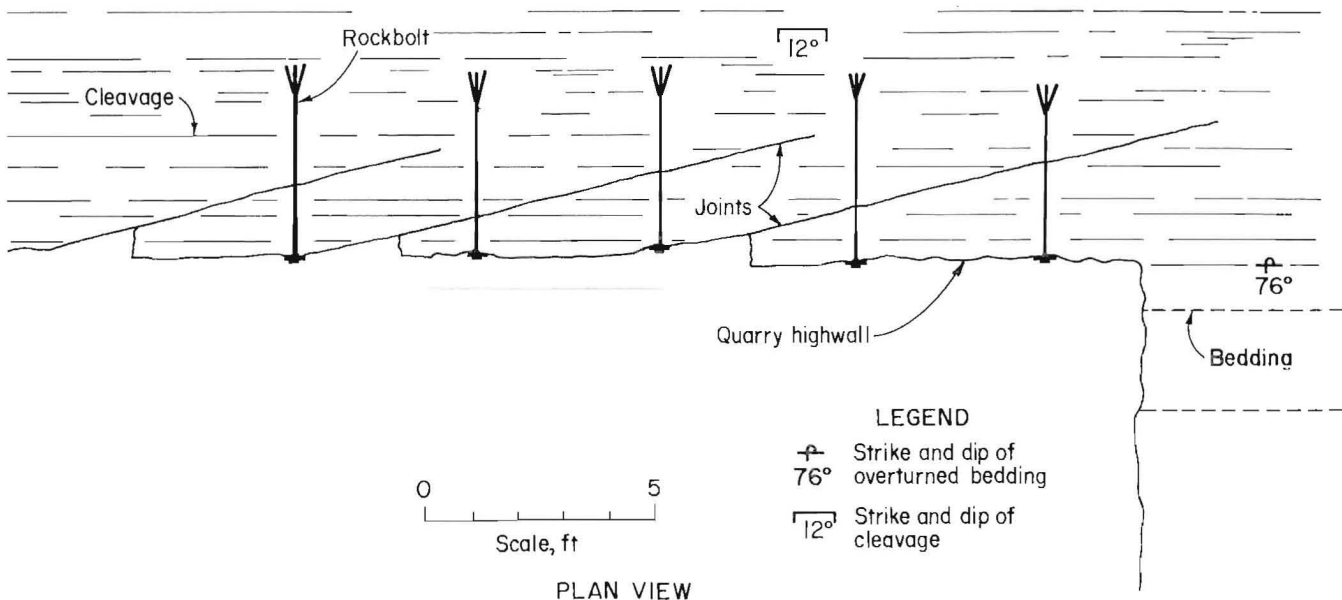 Rockbolt
12°
Cleavage
Joints
76°
Quarry highwall
Bedding
LEGEND
76° Strike and dip of
overturned bedding
12° Strike and dip of
cleavage
0 5
Scale, ft
PLAN VIEW